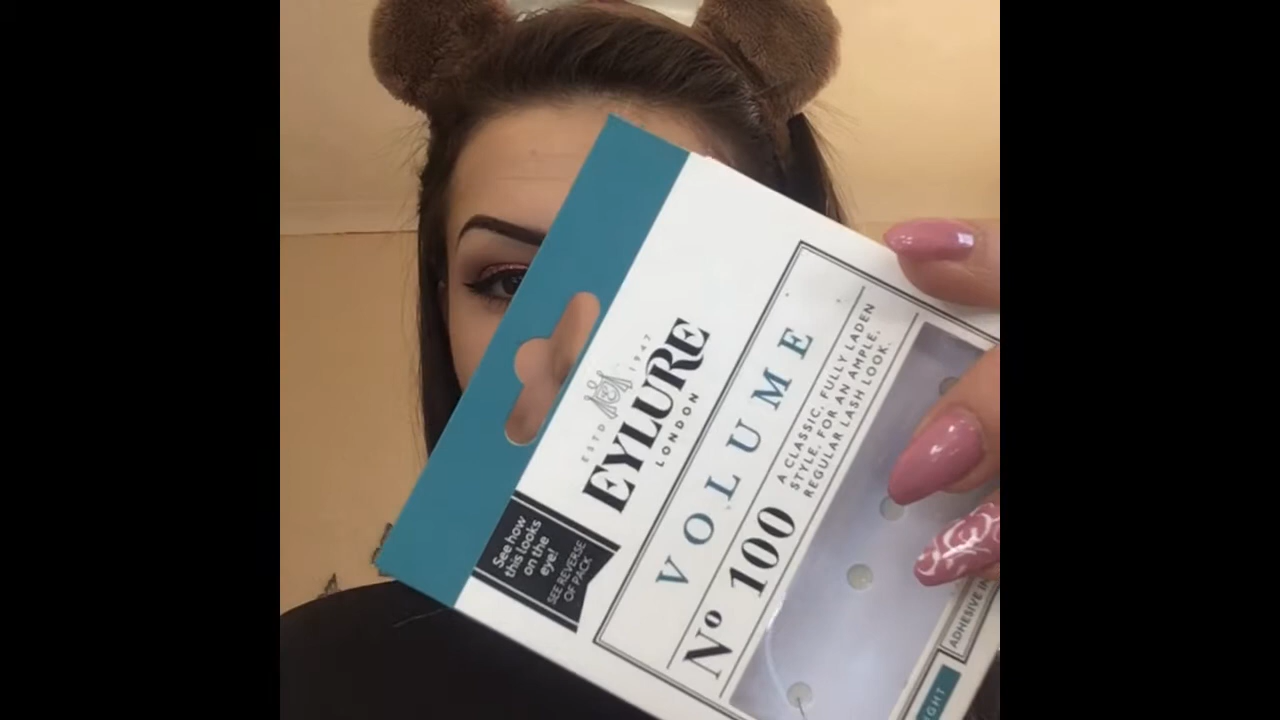 ESTD 1947
EYLURE
LONDON
VOLUME
Nº 100
A CLASSIC, FULLY LADEN
STYLE, FOR AN AMPLE,
REGULAR LASH LOOK.
See how
this looks
on the
eye!
SEE REVERSE
OF PACK
ADHESIVE